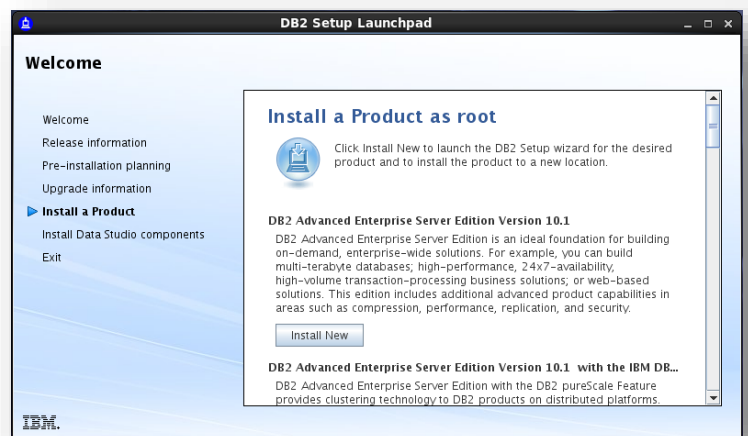 DB2 Setup Launchpad
Welcome
Welcome
Release information
Pre-installation planning
Upgrade information
Install a Product
Install Data Studio components
Exit
Install a Product as root
Click Install New to launch the DB2 Setup wizard for the desired
product and to install the product to a new location.
DB2 Advanced Enterprise Server Edition Version 10.1
DB2 Advanced Enterprise Server Edition is an ideal foundation for building
on-demand, enterprise-wide solutions. For example, you can build
multi-terabyte databases; high-performance, 24x7-availability,
high-volume transaction-processing business solutions; or web-based
solutions. This edition includes additional advanced product capabilities in
areas such as compression, performance, replication, and security.
Install New
DB2 Advanced Enterprise Server Edition Version 10.1 with the IBM DB...
DB2 Advanced Enterprise Server Edition with the DB2 pureScale Feature
provides clustering technology to DB2 products on distributed platforms.
IBM.